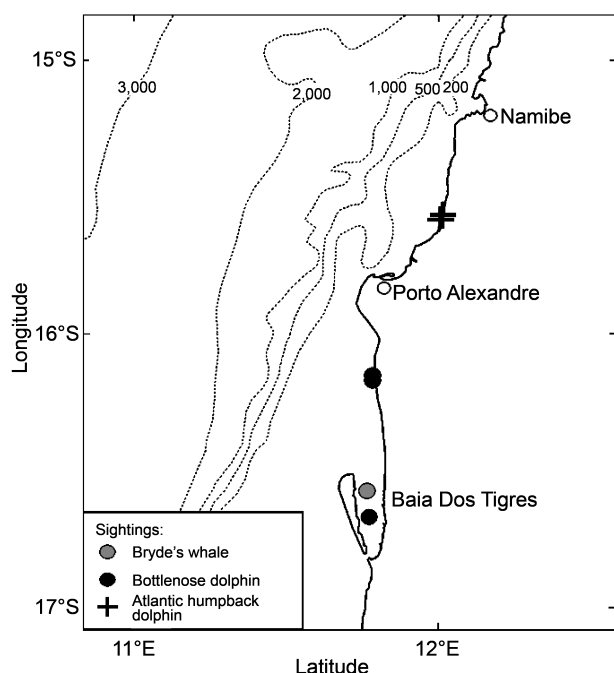 15°S
3,000
2,000
1,000
500
200
Namibe
Porto Alexandre
Longitude
16°S
Baia Dos Tigres
Sightings:
Bryde's whale
Bottlenose dolphin
Atlantic humpback
dolphin
17°S
11°E
12°E
Latitude